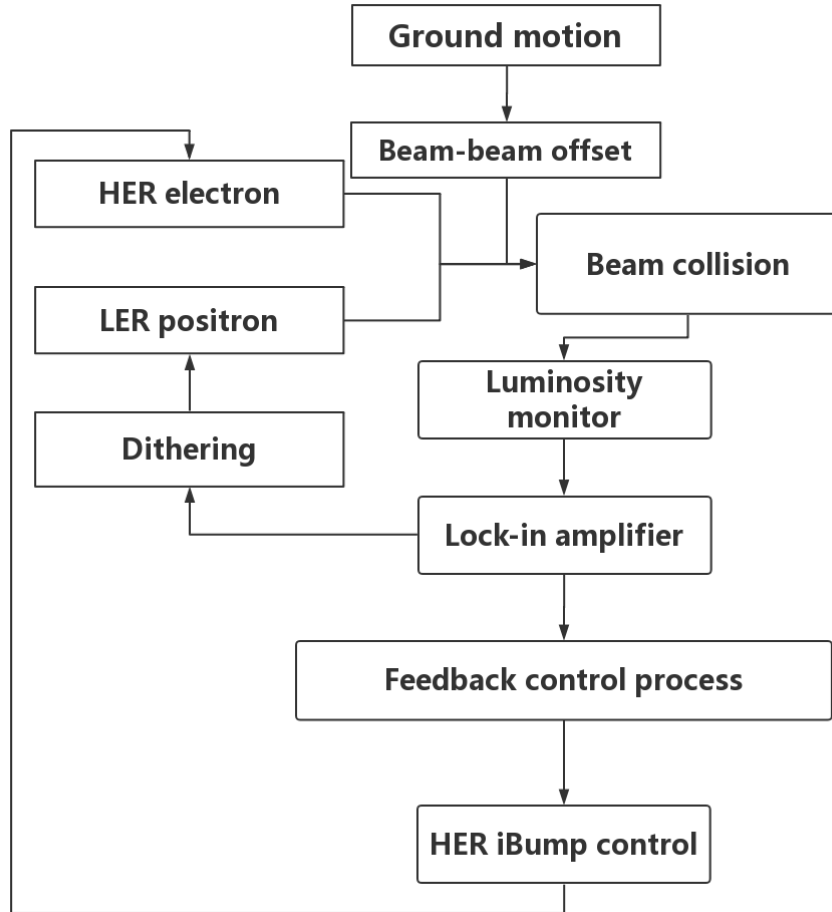 Ground motion
Beam-beam offset
HER electron
Beam collision
LER positron
Luminosity
monitor
Dithering
Lock-in amplifier
Feedback control process
HER iBump control